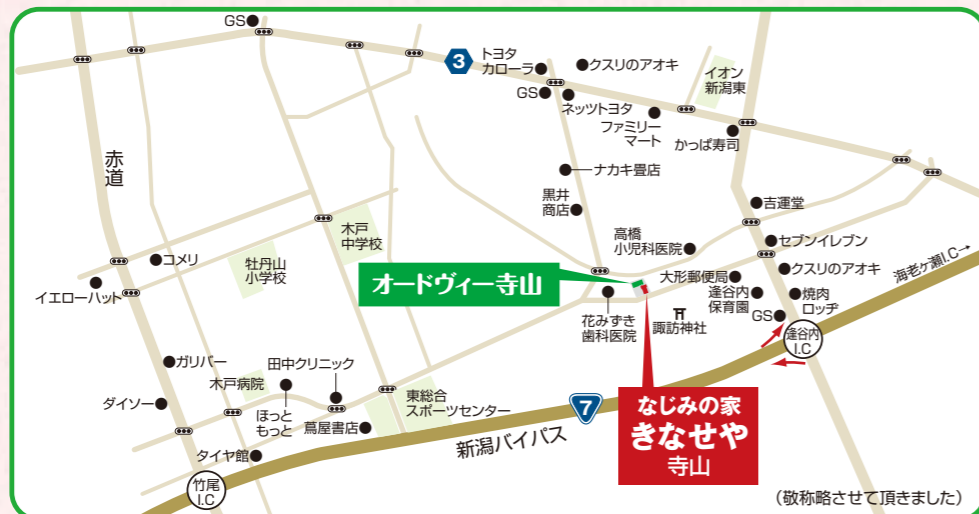 GS
3
トヨタ
カローラ
クスリのアオキ
GS
ネッツトヨタ
イオン
新潟東
ファミリー
マート
かっぱ寿司
赤道
ナカキ畳店
黒井
商店
吉運堂
木戸
中学校
高橋
小児科医院
セブンイレブン
コメリ
牡丹山
小学校
オードヴィー寺山
大形郵便局
クスリのアオキ
海老ヶ瀬I.C→
イエローハット
花みずき
歯科医院
諏訪神社
逢谷内
保育園
焼肉
ロッヂ
GS
逢谷内
I.C
ガリバー
田中クリニック
木戸病院
ダイソー
ほっと
もっと
蔦屋書店
東総合
スポーツセンター
7
新潟バイパス
なじみの家
きなせや
寺山
タイヤ館
竹尾
I.C
（敬称略させて頂きました）